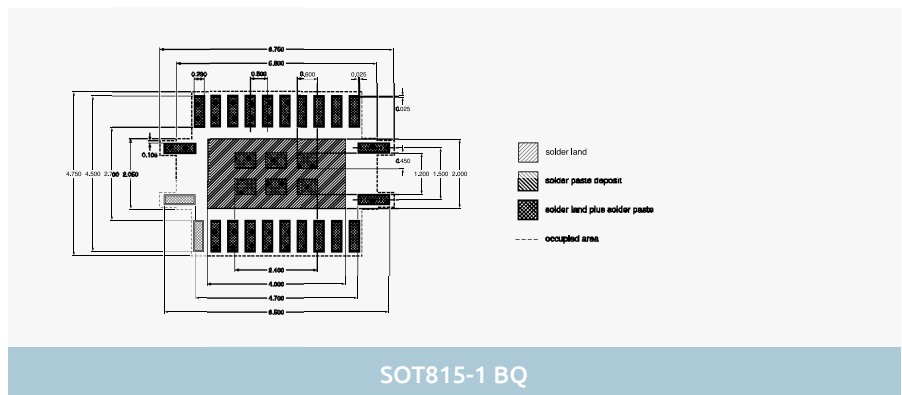 6.750
5.800
0.290 0.500 0.600 0.025
0.025
0.105
0.450
4.750 4.500 2.700 2.050
1.200 1.500 2.000
2.400
4.000
4.700
6.500
solder land
solder paste deposit
solder land plus solder paste
occupied area
SOT815-1 BQ